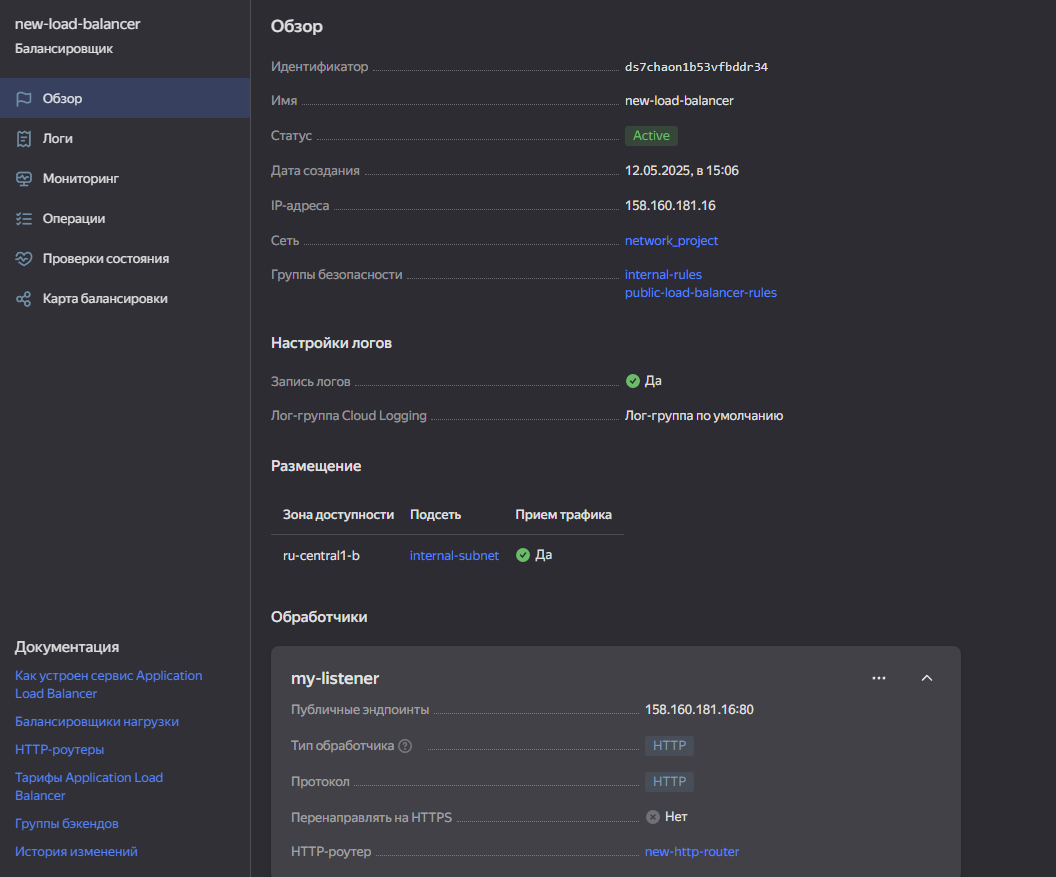 new-load-balancer
Балансировщик
Обзор
Логи
Мониторинг
Операции
Проверки состояния
Карта балансировки
Документация
Как устроен сервис Application
Load Balancer
Балансировщики нагрузки
HTTP-роутеры
Тарифы Application Load
Balancer
Группы бэкендов
История изменений
Обзор
Идентификатор ds7chaon1b53vfbddr34
Имя new-load-balancer
Статус Active
Дата создания 12.05.2025, в 15:06
IP-адреса 158.160.181.16
Сеть network_project
Группы безопасности internal-rules
public-load-balancer-rules
Настройки логов
Запись логов Да
Лог-группа Cloud Logging Лог-группа по умолчанию
Размещение
Зона доступности Подсеть Прием трафика
ru-central1-b internal-subnet Да
Обработчики
my-listener
Публичные эндпоинты 158.160.181.16:80
Тип обработчика HTTP
Протокол HTTP
Перенаправлять на HTTPS Нет
HTTP-роутер new-http-router